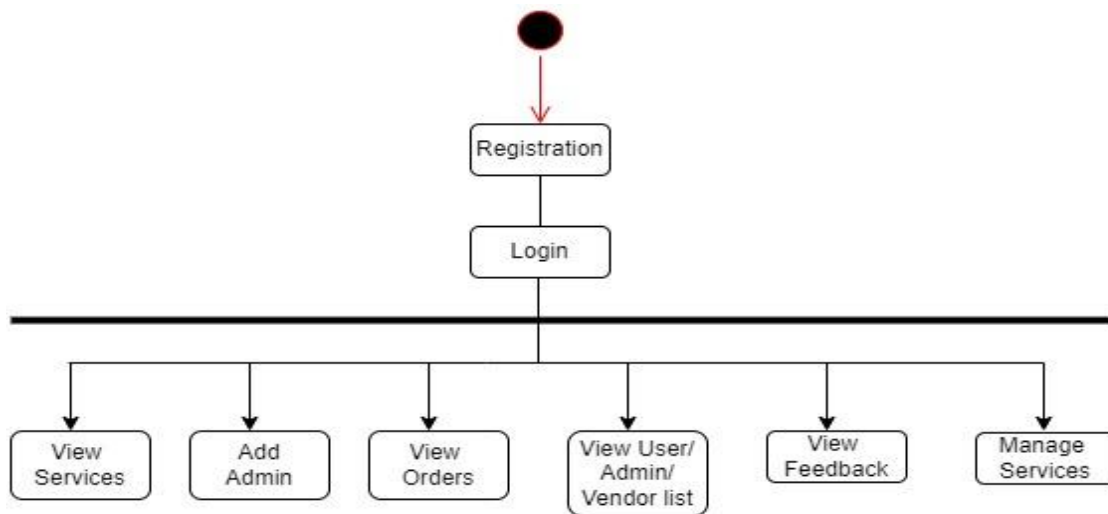 Registration
Login
View
Services
Add
Admin
View
Orders
View User/
Admin/
Vendor list
View
Feedback
Manage
Services